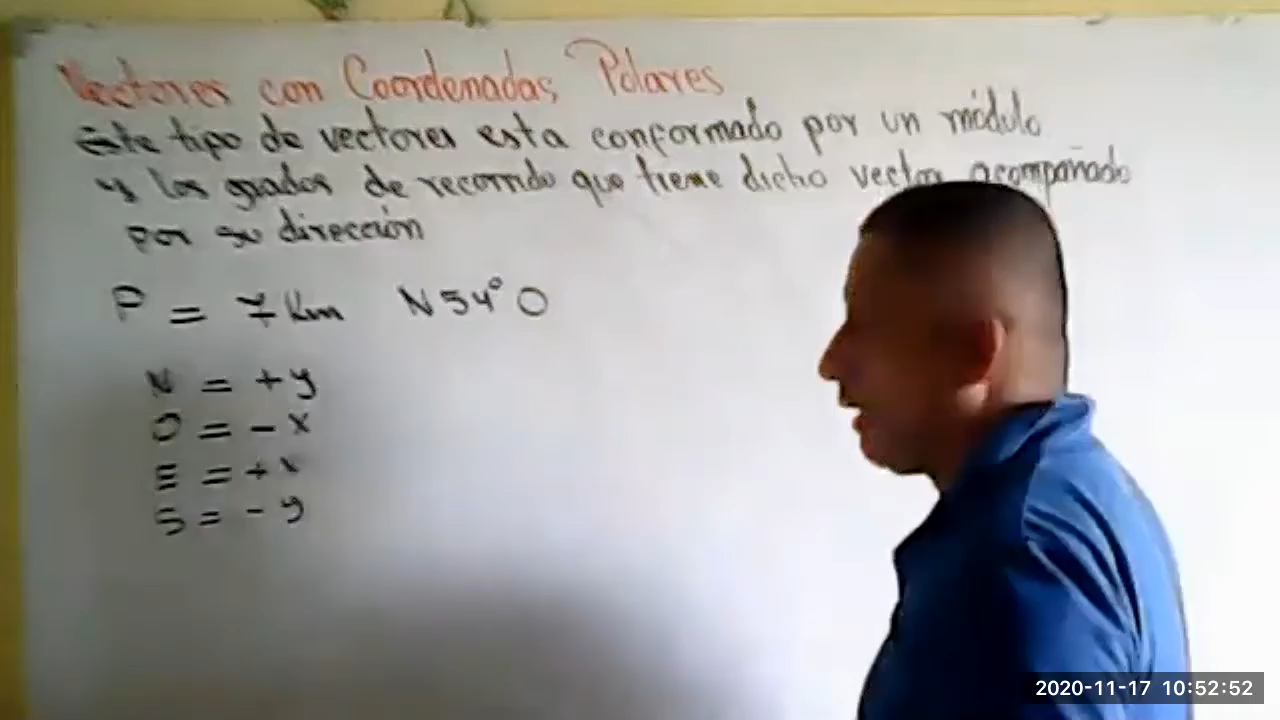 Vectores con Coordenadas Polares
Este tipo de vectores esta conformado por un módulo
y los grados de recorrido que tiene dicho vector acompañado
por su dirección
P = 7 Km N 54° O
N = + y
O = - x
E = + x
S = - y
2020-11-17 10:52:52